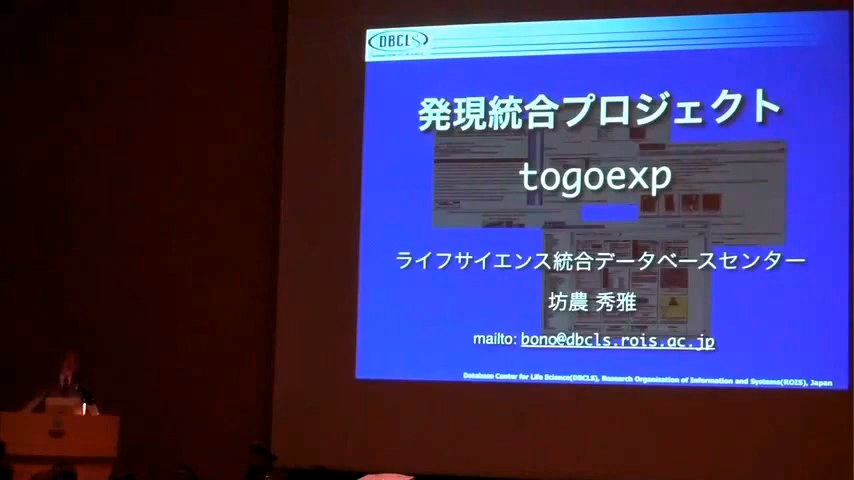 DBCLS
発現統合プロジェクト
togoexp
ライフサイエンス統合データベースセンター
坊農 秀雅
mailto: bono@dbcls.rois.ac.jp
Database Center for Life Science(DBCLS), Research Organization of Information and Systems(ROIS), Japan